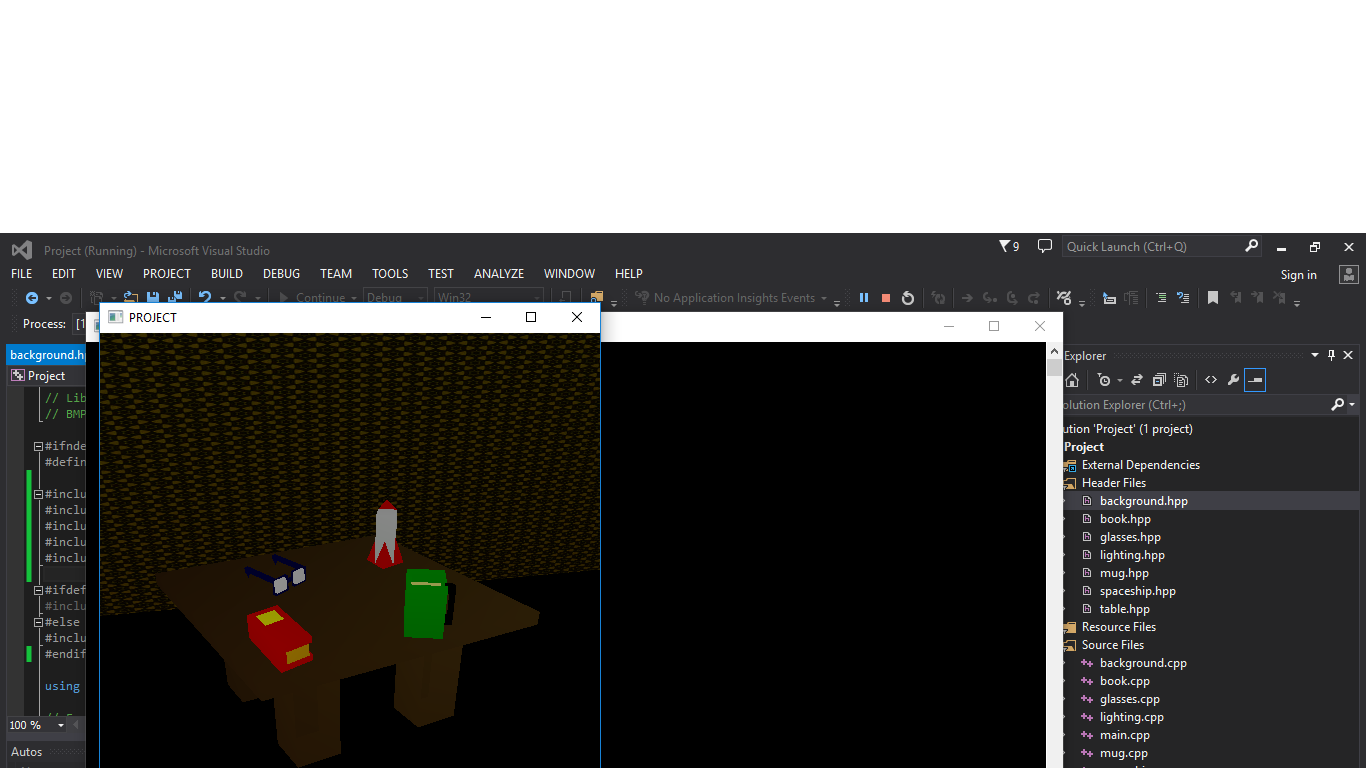 Project (Running) - Microsoft Visual Studio
9
Quick Launch (Ctrl+Q)
FILE EDIT VIEW PROJECT BUILD DEBUG TEAM TOOLS TEST ANALYZE WINDOW HELP
Sign in
Continue Debug Win32 No Application Insights Events
Process: [1
PROJECT
background.hp
Project
// Lib
// BMP
#ifnde
#defin
#inclu
#inclu
#inclu
#inclu
#inclu
#ifdef
#inclu
#else
#inclu
#endif
using
100 %
Autos
Explorer
olution Explorer (Ctrl+;)
ution 'Project' (1 project)
Project
External Dependencies
Header Files
background.hpp
book.hpp
glasses.hpp
lighting.hpp
mug.hpp
spaceship.hpp
table.hpp
Resource Files
Source Files
background.cpp
book.cpp
glasses.cpp
lighting.cpp
main.cpp
mug.cpp